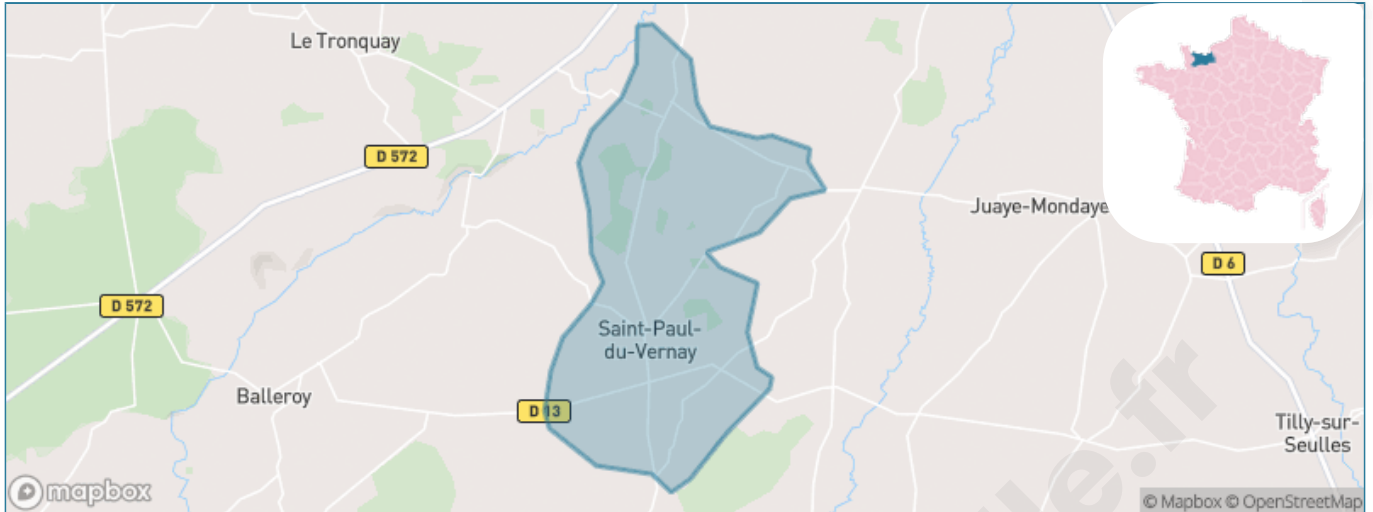 Le Tronquay
D 572
Juaye-Mondaye
D 6
D 572
Saint-Paul-
du-Vernay
Balleroy
D 13
Tilly-sur-
Seulles
mapbox
© Mapbox © OpenStreetMap